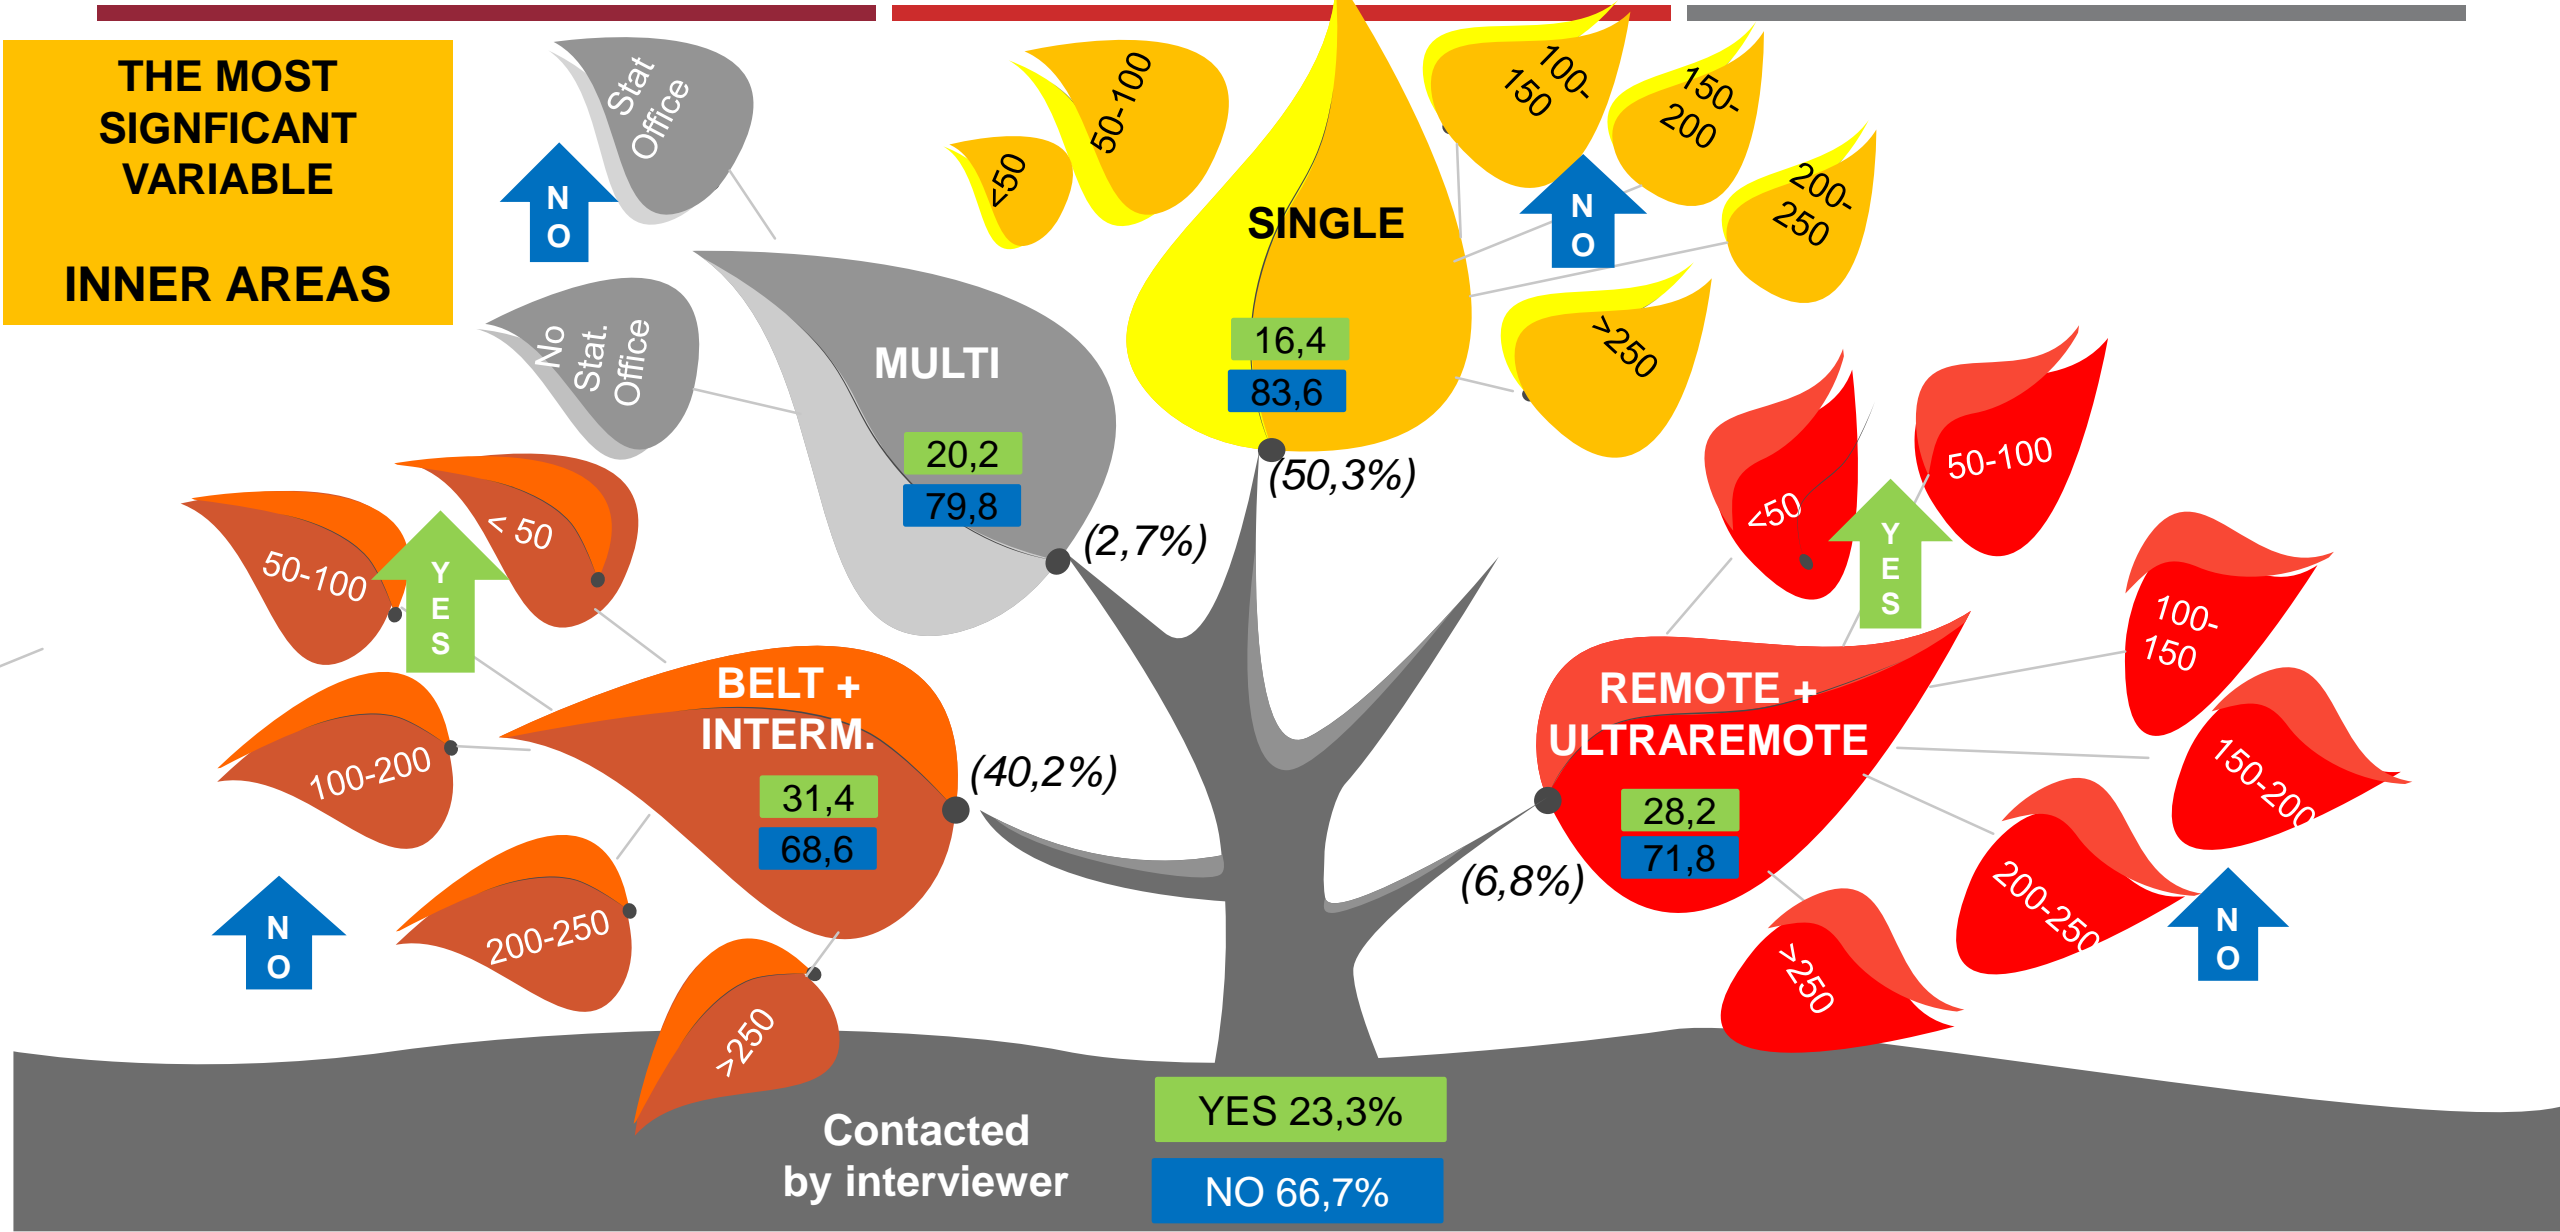 THE MOST
SIGNFICANT
VARIABLE
INNER AREAS
Stat
Office
N
O
No
Stat.
Office
MULTI
20,2
79,8
(2,7%)
<50
50-100
SINGLE
16,4
83,6
(50,3%)
100-
150
150-
200
200-
250
>250
N
O
50-100
< 50
Y
E
S
100-200
200-250
>250
N
O
BELT +
INTERM.
31,4
68,6
(40,2%)
<50
50-100
Y
E
S
100-
150
150-200
200-250
>250
N
O
REMOTE +
ULTRAREMOTE
28,2
71,8
(6,8%)
Contacted
by interviewer
YES 23,3%
NO 66,7%